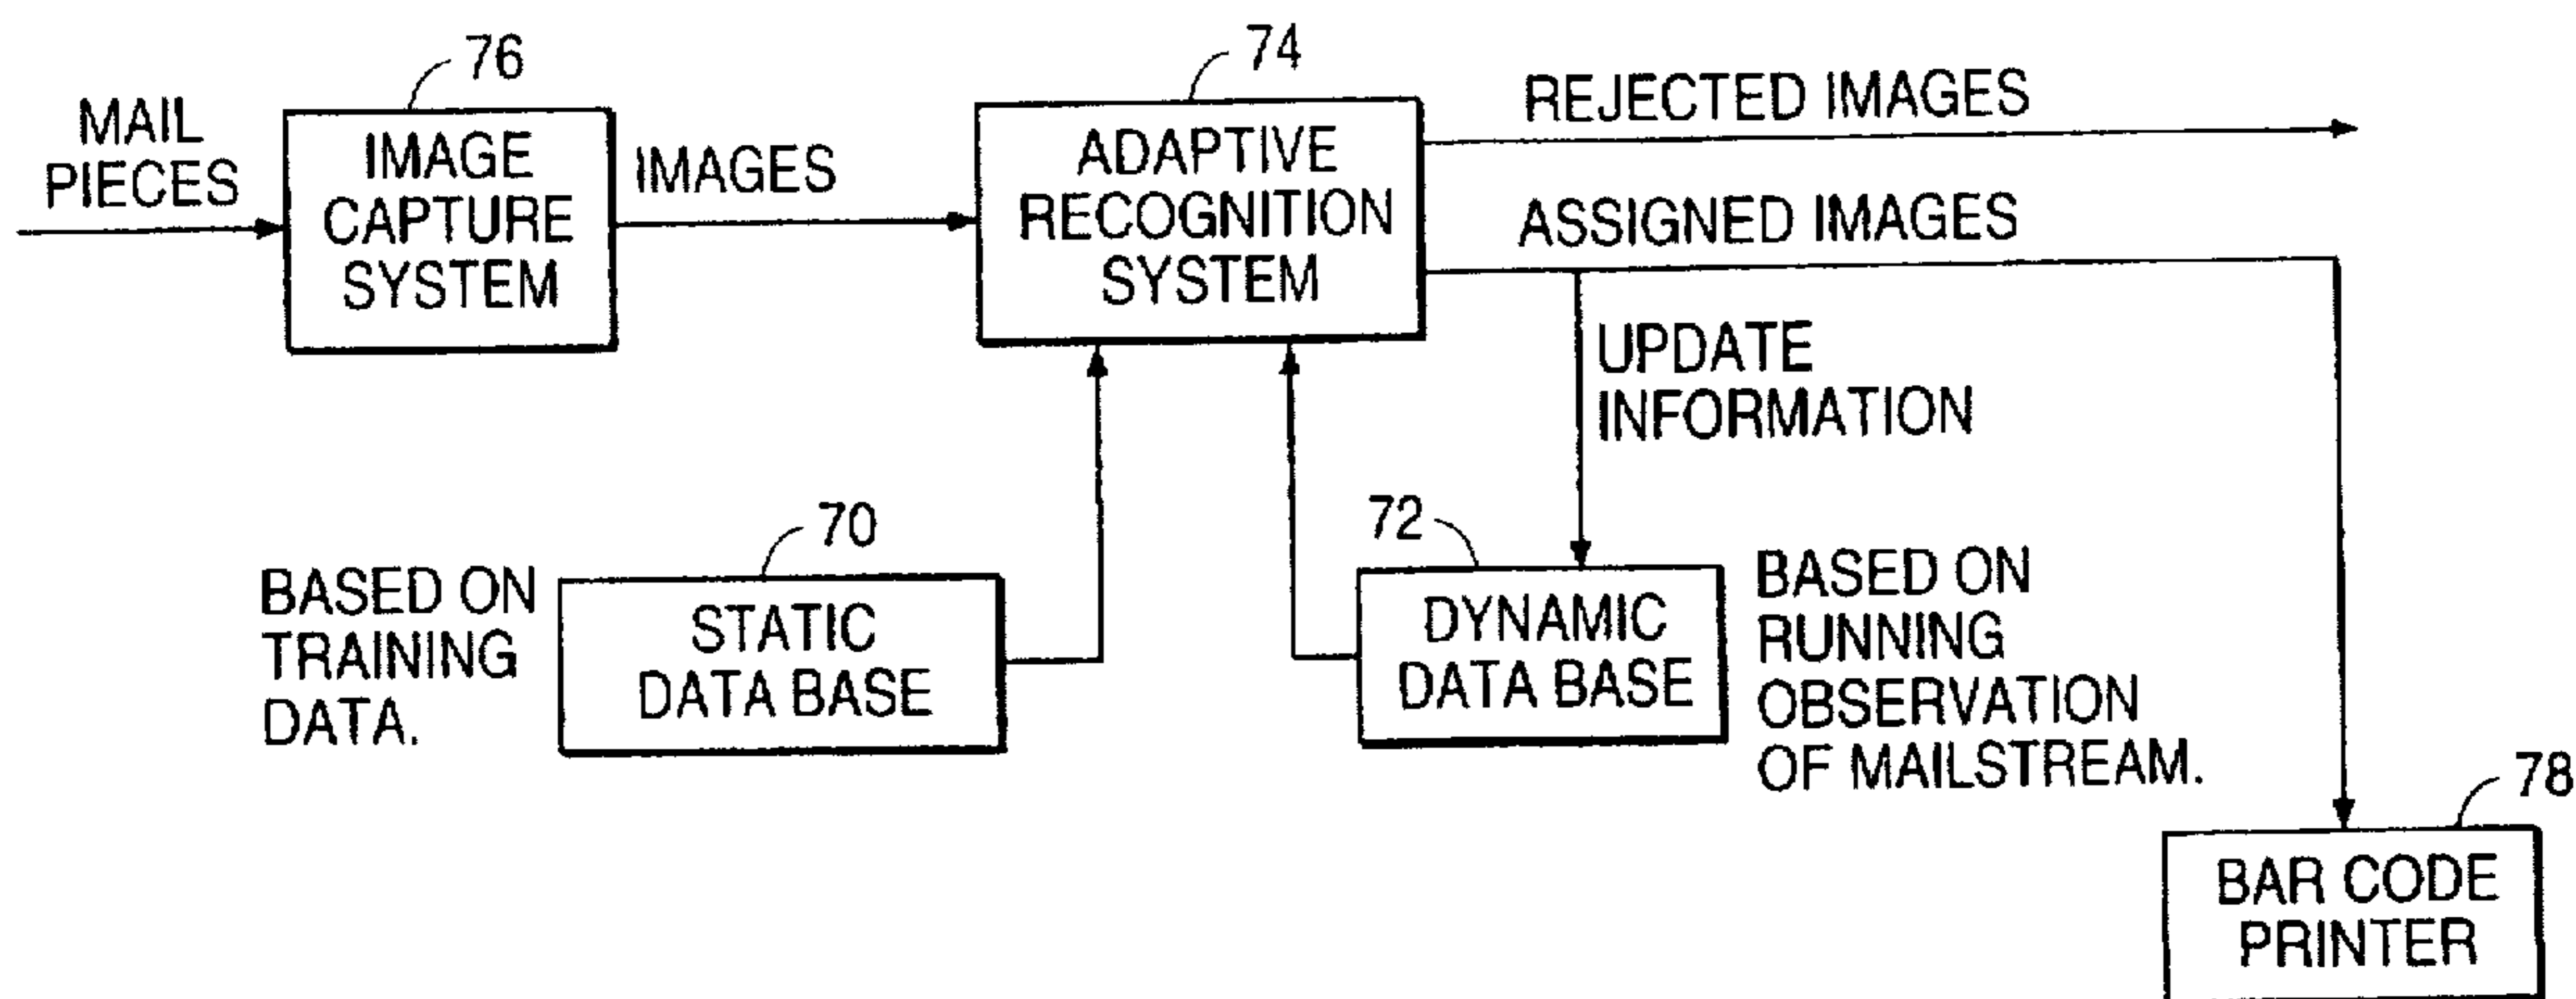 76
MAIL
PIECES
IMAGE
CAPTURE
SYSTEM
IMAGES
74
ADAPTIVE
RECOGNITION
SYSTEM
REJECTED IMAGES
ASSIGNED IMAGES
UPDATE
INFORMATION
BASED ON
TRAINING
DATA.
70
STATIC
DATA BASE
72
DYNAMIC
DATA BASE
BASED ON
RUNNING
OBSERVATION
OF MAILSTREAM.
78
BAR CODE
PRINTER